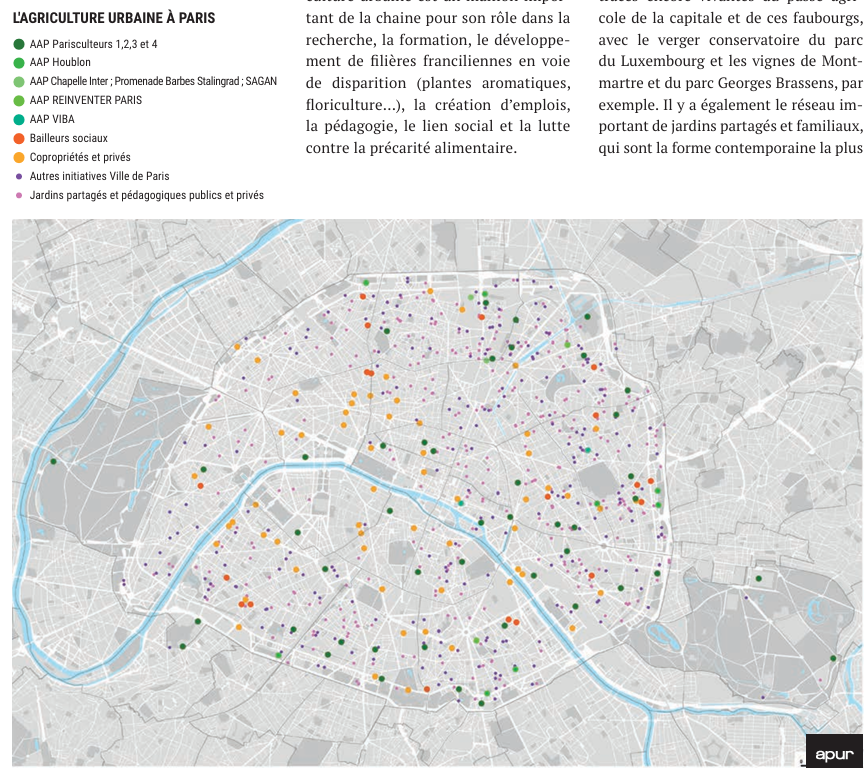 L'AGRICULTURE URBAINE À PARIS
AAP Parisculteurs 1,2,3 et 4
AAP Houblon
AAP Chapelle Inter ; Promenade Barbes Stalingrad ; SAGAN
AAP REINVENTER PARIS
AAP VIBA
Bailleurs sociaux
Copropriétés et privés
Autres initiatives Ville de Paris
Jardins partagés et pédagogiques publics et privés
tant de la chaine pour son rôle dans la
recherche, la formation, le développe-
ment de filières franciliennes en voie
de disparition (plantes aromatiques,
floriculture...), la création d'emplois,
la pédagogie, le lien social et la lutte
contre la précarité alimentaire.
cole de la capitale et de ces faubourgs,
avec le verger conservatoire du parc
du Luxembourg et les vignes de Mont-
martre et du parc Georges Brassens, par
exemple. Il y a également le réseau im-
portant de jardins partagés et familiaux,
qui sont la forme contemporaine la plus
apur